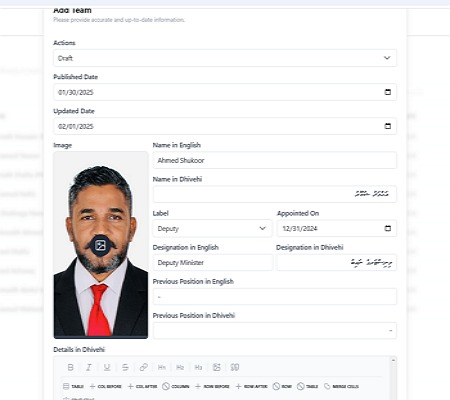 Add Team
Please provide accurate and up-to-date information.
Actions
Draft
Published Date
01/30/2025
Updated Date
02/01/2025
Image
Name in English
Ahmed Shukoor
Name in Dhivehi
އަޙްމަދު ޝަކޫރު
Label
Deputy
Appointed On
12/31/2024
Designation in English
Deputy Minister
Designation in Dhivehi
މިނިސްޓަރުގެ ނައިބު
Previous Position in English
-
Previous Position in Dhivehi
-
Details in Dhivehi
B I U S H1 H2 H3
TABLE COL BEFORE COL AFTER COLUMN ROW BEFORE ROW AFTER ROW TABLE MERGE CELLS